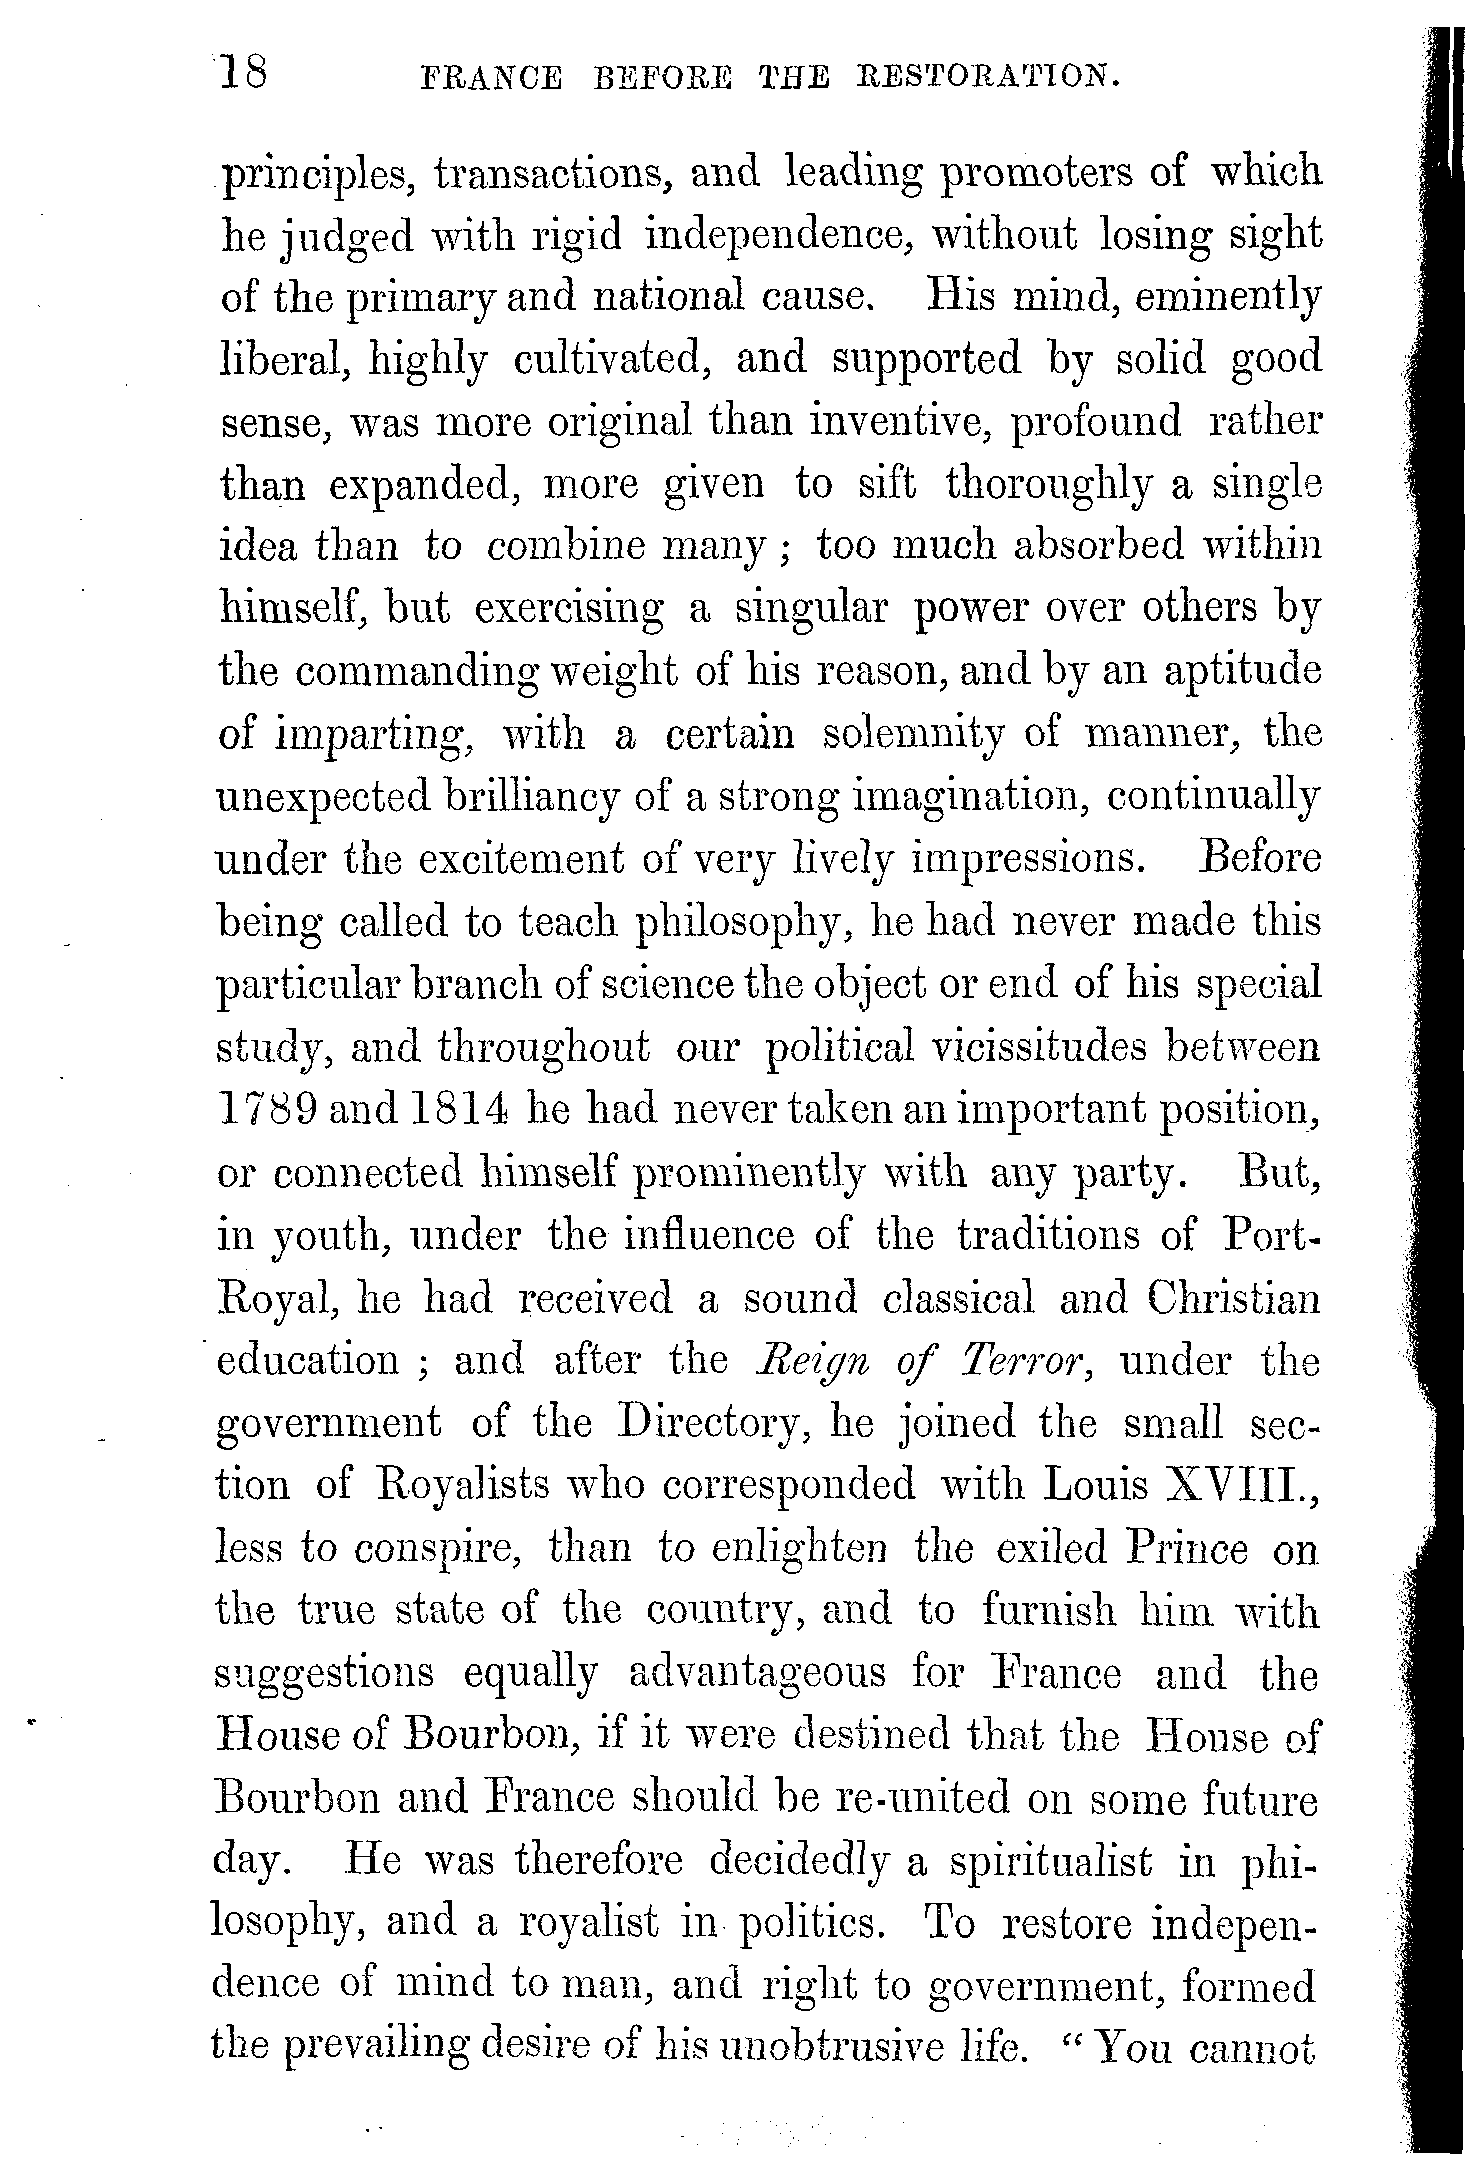 18 FRANCE BEFORE THE RESTORATION.
principles, transactions, and leading promoters of which
he judged with rigid independence, without losing sight
of the primary and national cause. His mind, eminently
liberal, highly cultivated, and supported by solid good
sense, was more original than inventive, profound rather
than expanded, more given to sift thoroughly a single
idea than to combine many ; too much absorbed within
himself, but exercising a singular power over others by
the commanding weight of his reason, and by an aptitude
of imparting, with a certain solemnity of manner, the
unexpected brilliancy of a strong imagination, continually
under the excitement of very lively impressions. Before
being called to teach philosophy, he had never made this
particular branch of science the object or end of his special
study, and throughout our political vicissitudes between
1789 and 1814 he had never taken an important position,
or connected himself prominently with any party. But,
in youth, under the influence of the traditions of Port-
Royal, he had received a sound classical and Christian
education ; and after the Reign of Terror, under the
government of the Directory, he joined the small sec-
tion of Royalists who corresponded with Louis XVIII.,
less to conspire, than to enlighten the exiled Prince on
the true state of the country, and to furnish him with
suggestions equally advantageous for France and the
House of Bourbon, if it were destined that the House of
Bourbon and France should be re-united on some future
day. He was therefore decidedly a spiritualist in phi-
losophy, and a royalist in politics. To restore indepen-
dence of mind to man, and right to government, formed
the prevailing desire of his unobtrusive life. “ You cannot